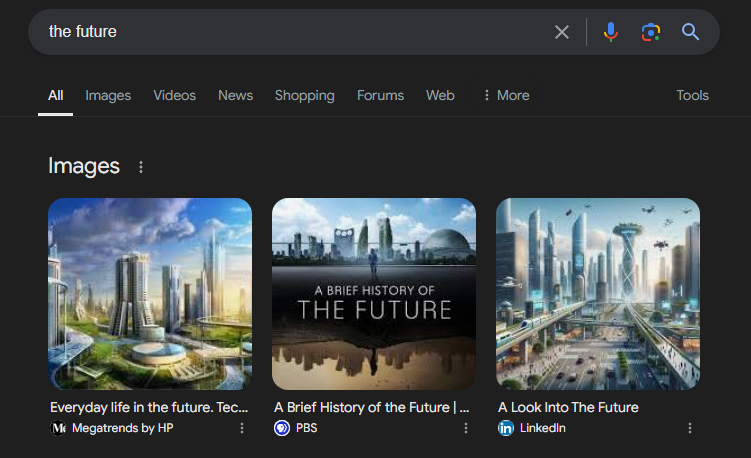 the future
All Images Videos News Shopping Forums Web More Tools
Images
A BRIEF HISTORY OF
THE FUTURE
Everyday life in the future. Tec... A Brief History of the Future | ... A Look Into The Future
Megatrends by HP PBS LinkedIn